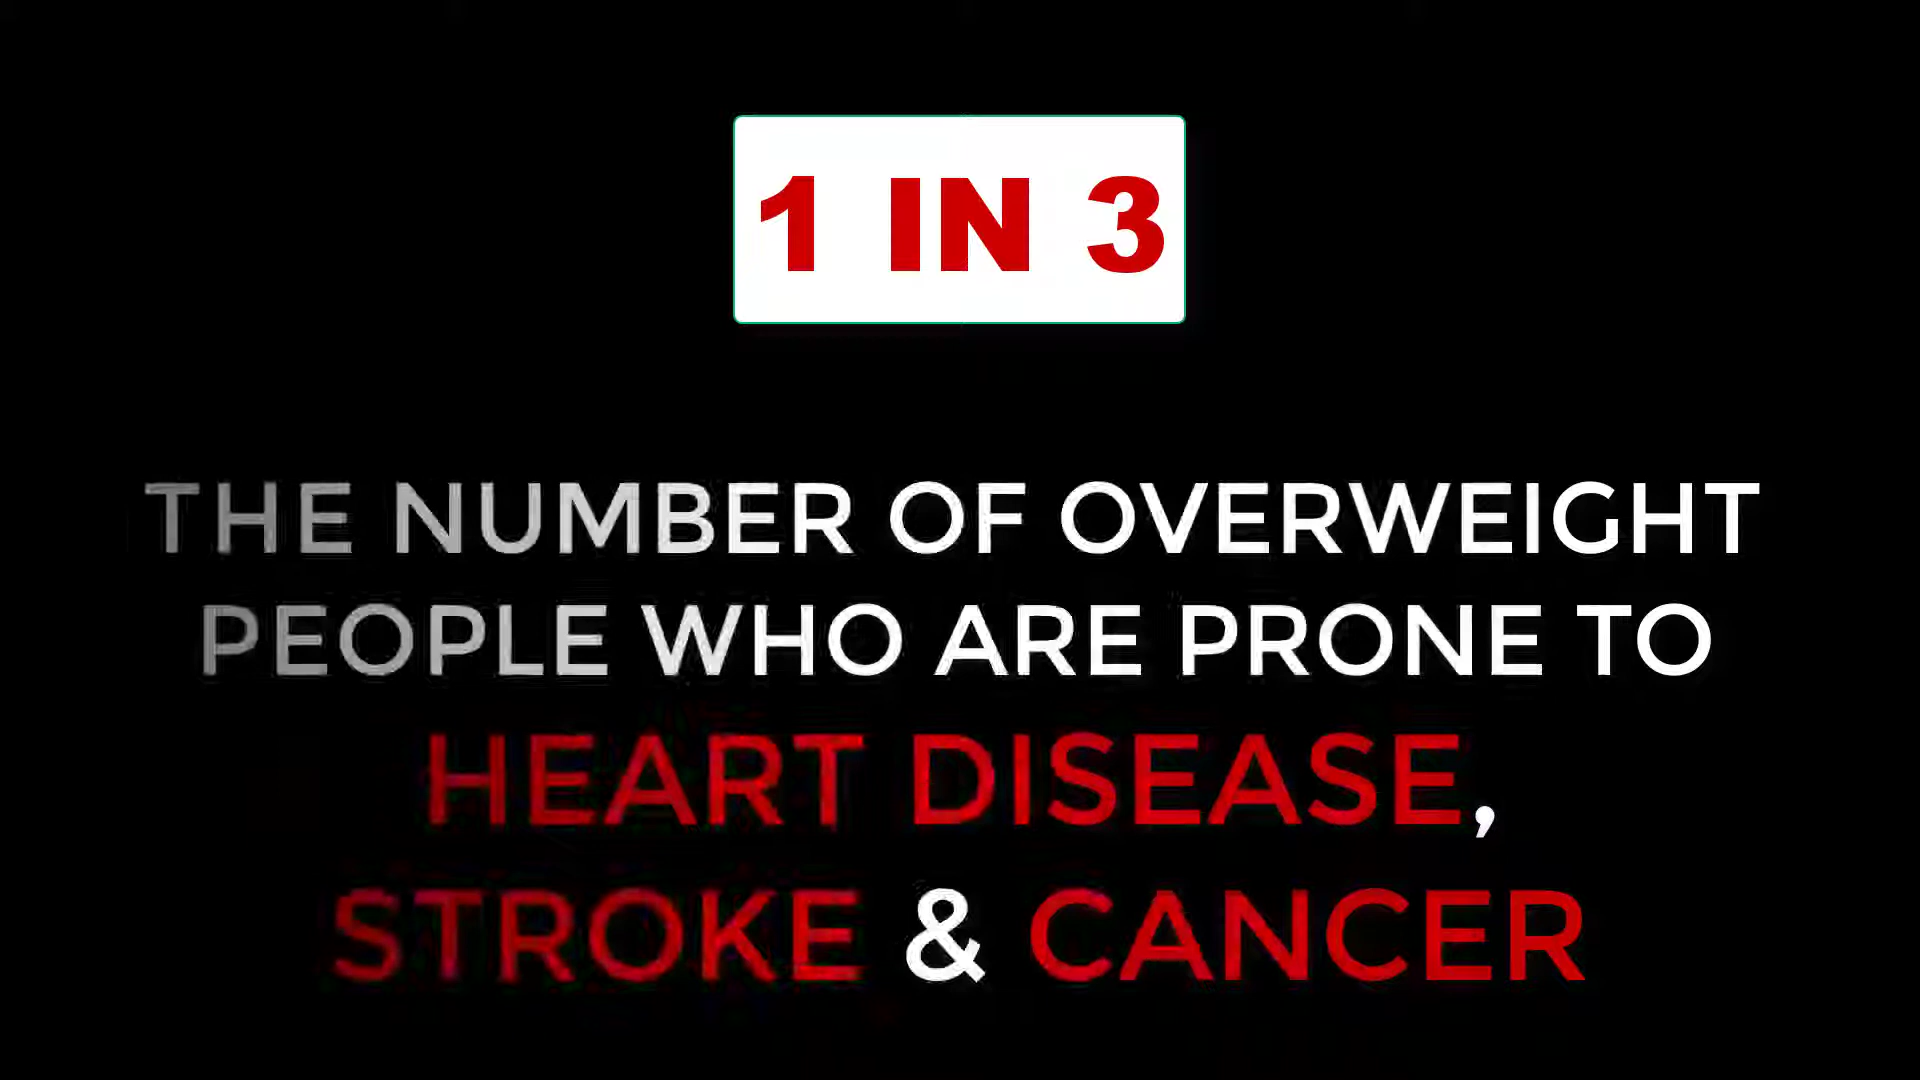 1 IN 3
THE NUMBER OF OVERWEIGHT
PEOPLE WHO ARE PRONE TO
HEART DISEASE,
STROKE & CANCER